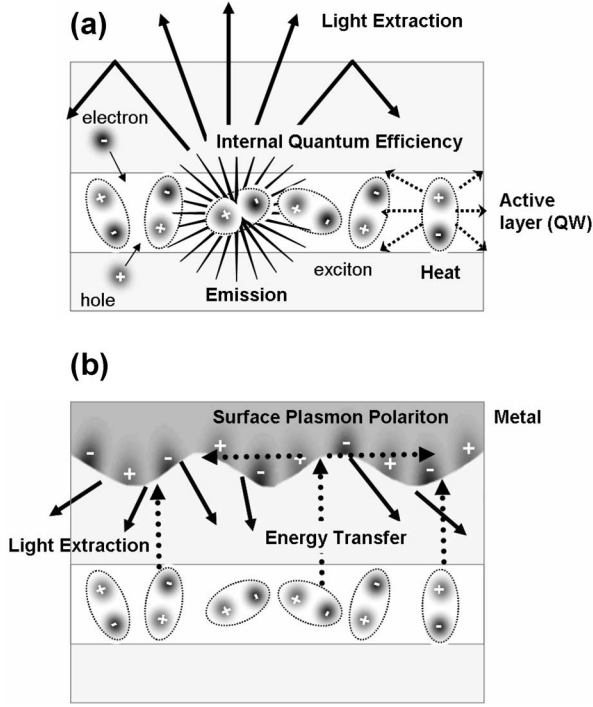 (a)
Light Extraction
electron
Internal Quantum Efficiency
Active
layer (QW)
exciton
Heat
Emission
hole
(b)
Surface Plasmon Polariton
Metal
Light Extraction
Energy Transfer